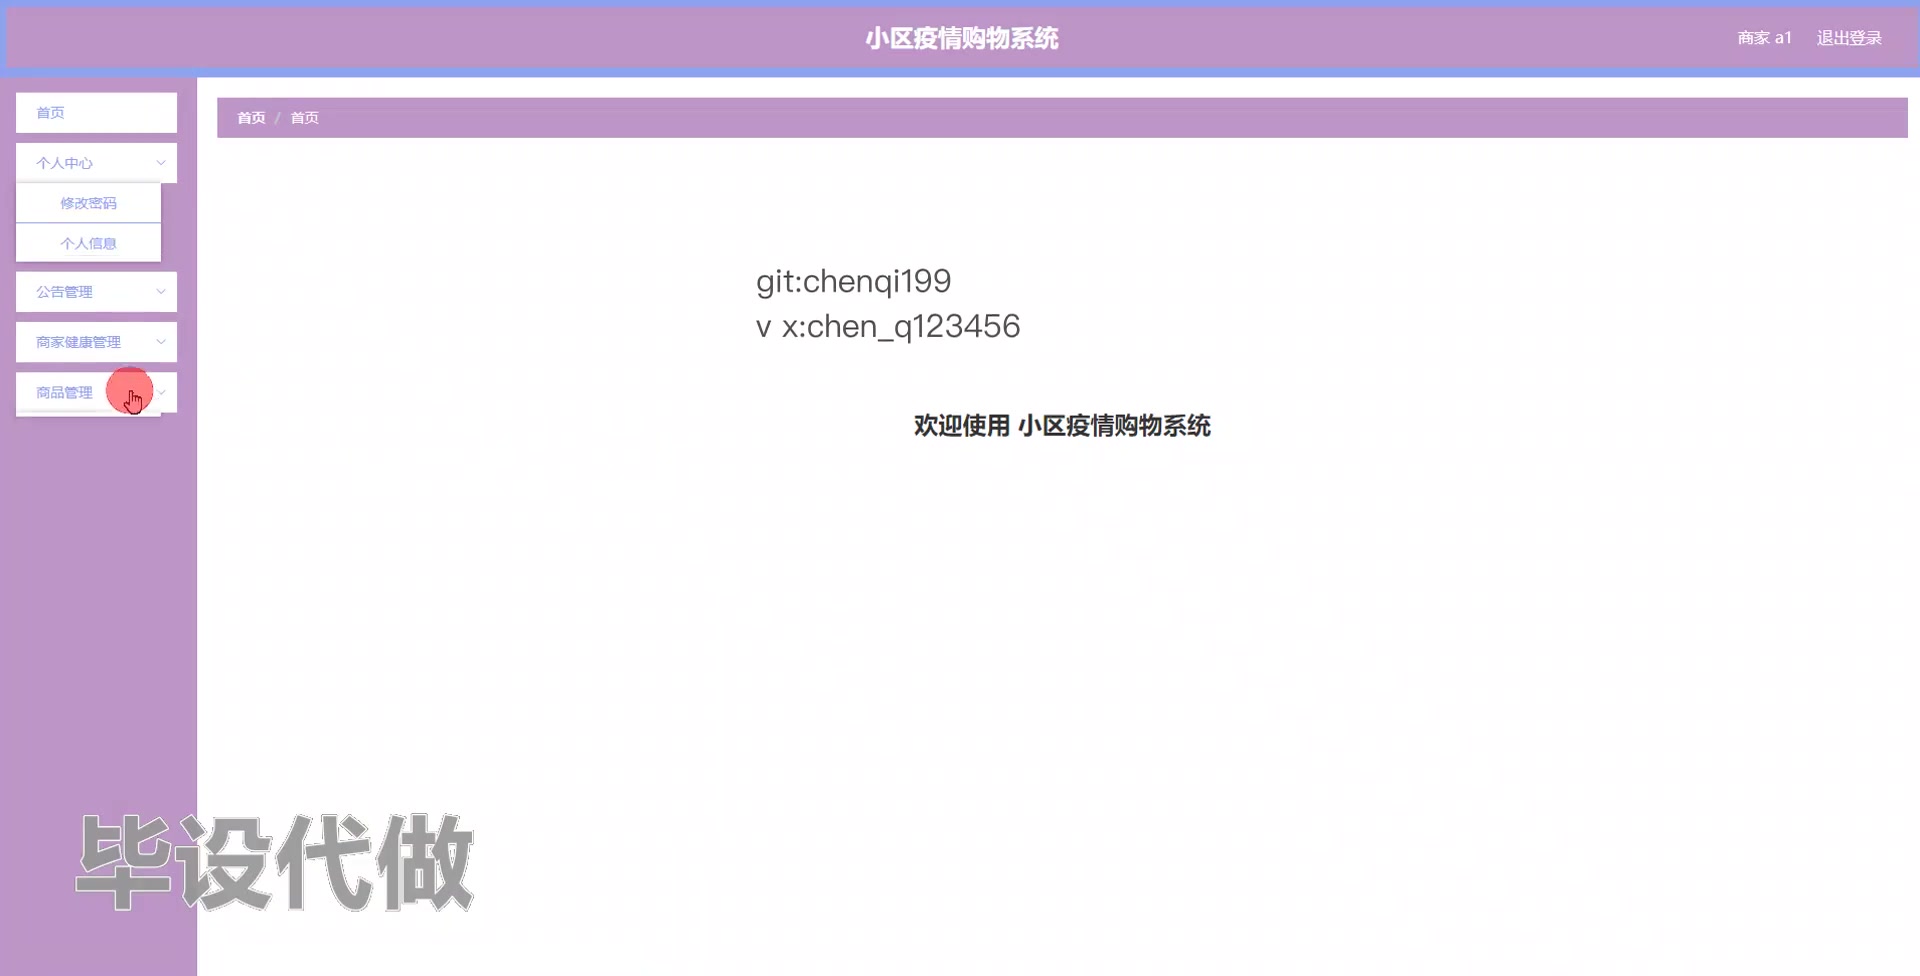 小区疫情购物系统
商家 a1 退出登录
首页
首页 / 首页
个人中心
修改密码
个人信息
公告管理
商家健康管理
商品管理
git:chenqi199
v x:chen_q123456
欢迎使用 小区疫情购物系统
毕设代做